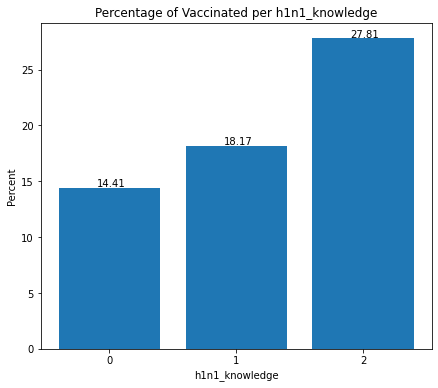 Percentage of Vaccinated per h1n1_knowledge
27.81
25
20
18.17
15
14.41
10
5
0
Percent
0 1 2
h1n1_knowledge